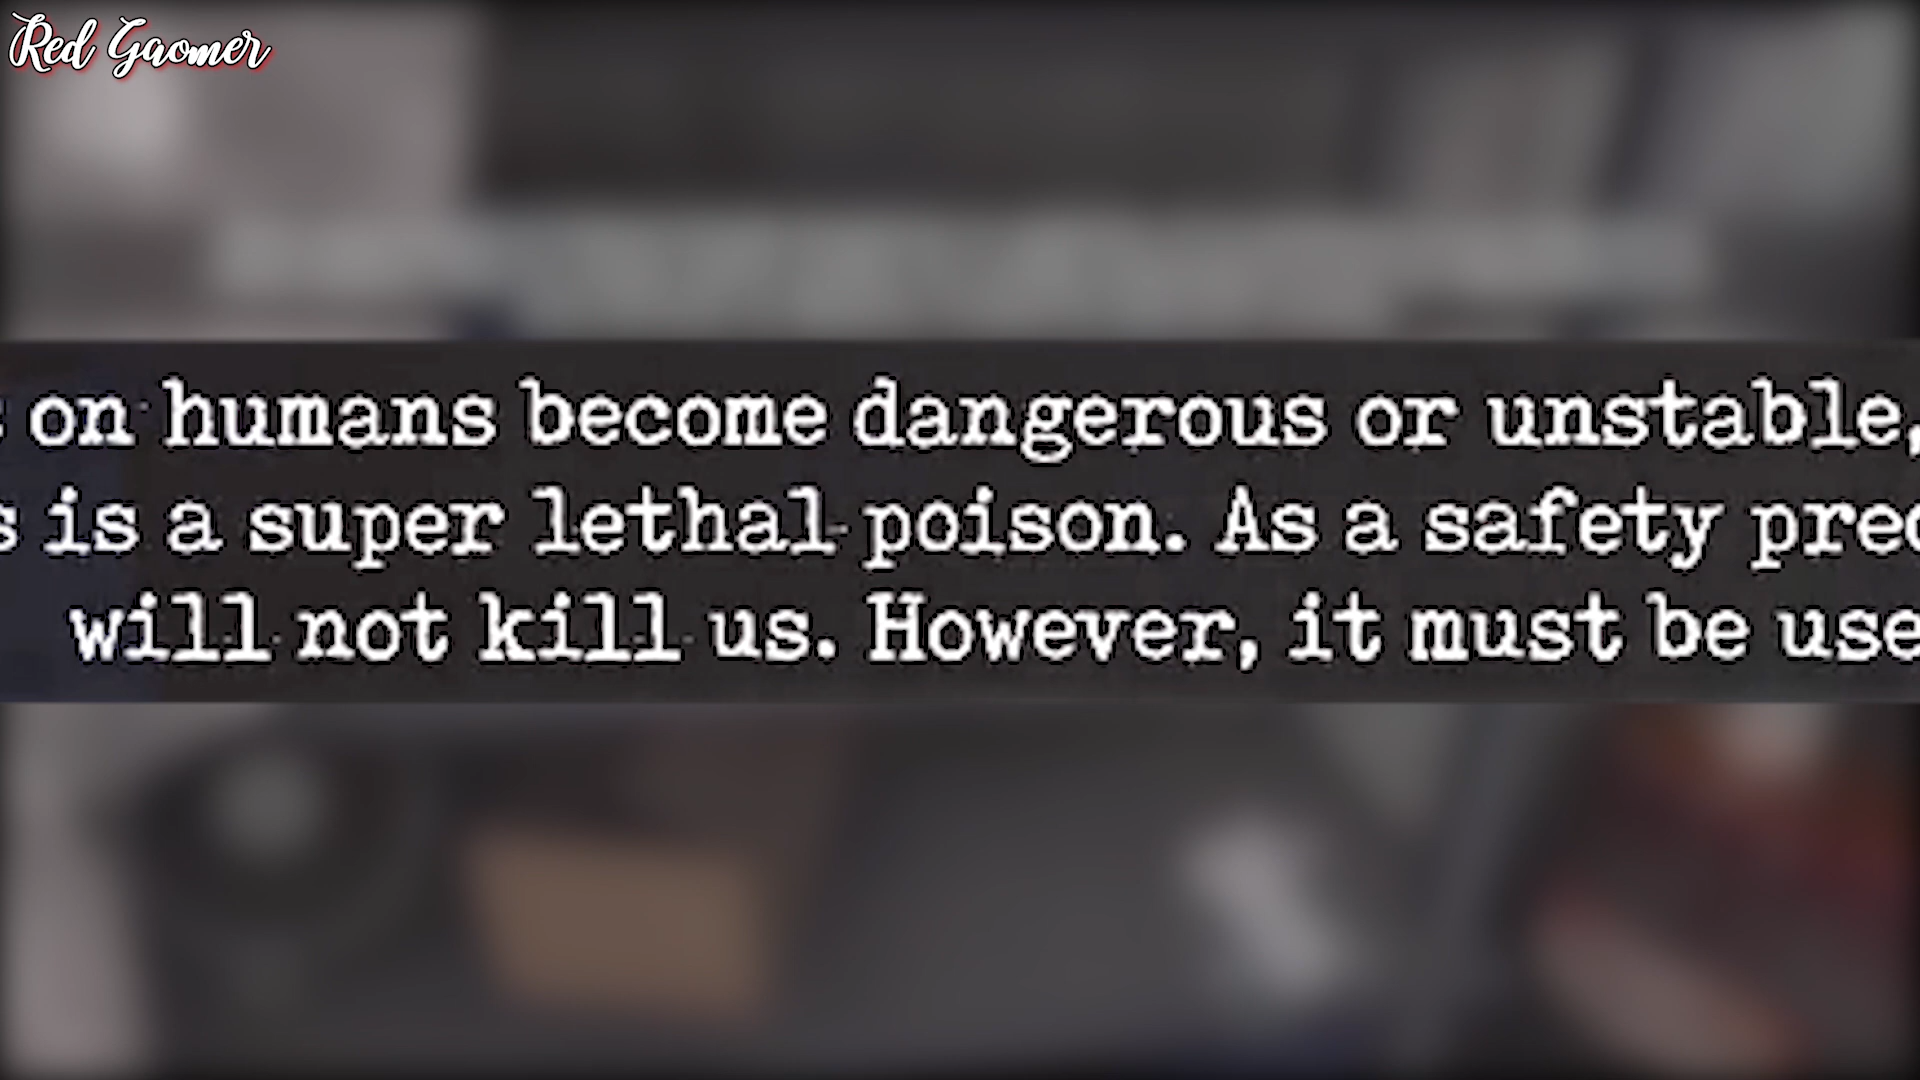 Red Gaomer
on humans become dangerous or unstable,
is a super lethal poison. As a safety
will not kill us. However, it must be